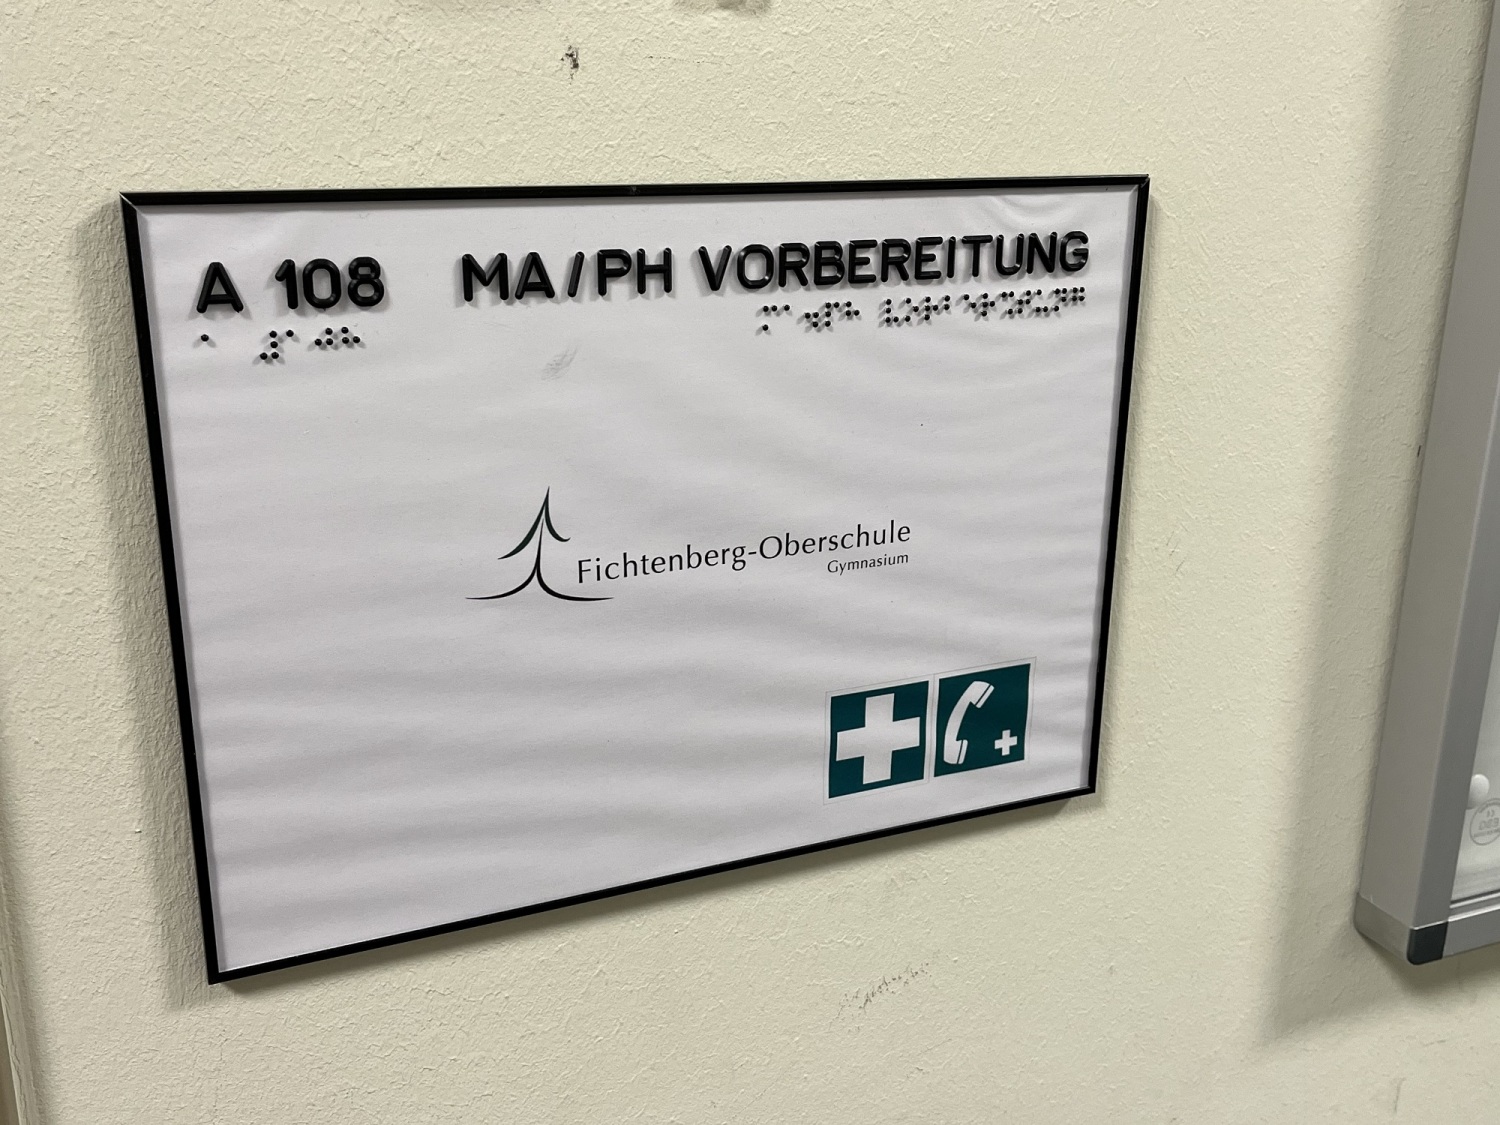 A 108 MA/PH VORBEREITUNG
Fichtenberg-Oberschule
Gymnasium